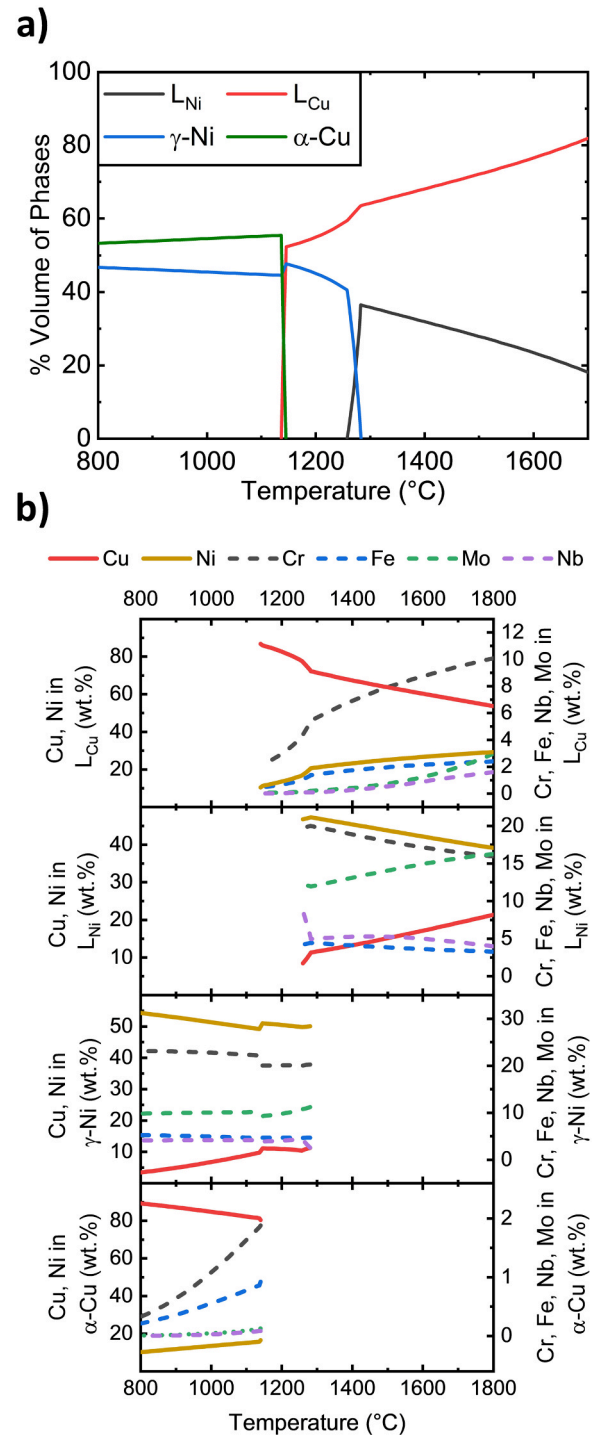 a)
L_Ni L_Cu
γ-Ni α-Cu
100
80
60
40
20
0
% Volume of Phases
800 1000 1200 1400 1600
Temperature (°C)
b)
Cu Ni Cr Fe Mo Nb
800 1000 1200 1400 1600 1800
Cu, Ni in
L_Cu (wt.%)
80
60
40
20
12
10
8
6
4
2
0
Cr, Fe, Nb, Mo in
L_Cu (wt.%)
Cu, Ni in
L_Ni (wt.%)
40
30
20
10
20
15
10
5
0
Cr, Fe, Nb, Mo in
L_Ni (wt.%)
Cu, Ni in
γ-Ni (wt.%)
50
40
30
20
10
30
20
10
0
Cr, Fe, Nb, Mo in
γ-Ni (wt.%)
Cu, Ni in
α-Cu (wt.%)
80
60
40
20
2
1
0
Cr, Fe, Nb, Mo in
α-Cu (wt.%)
800 1000 1200 1400 1600 1800
Temperature (°C)